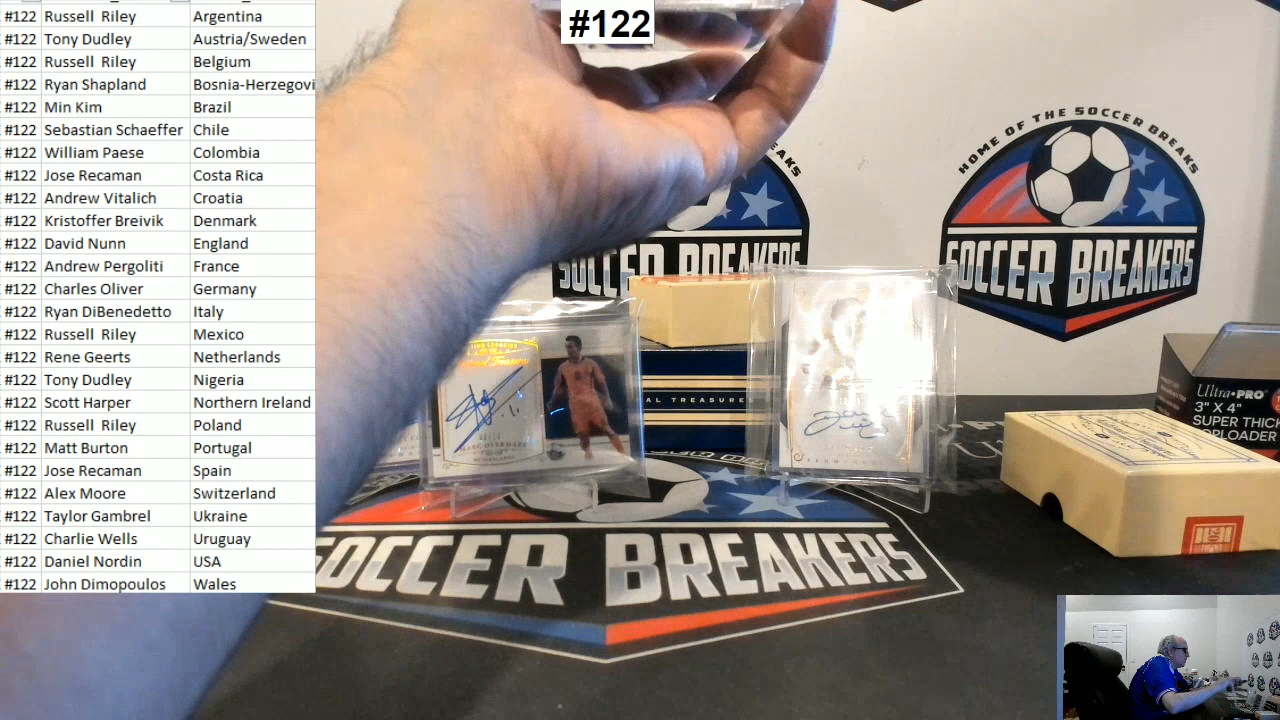 #122 Russell Riley Argentina
#122 Tony Dudley Austria/Sweden
#122 Russell Riley Belgium
#122 Ryan Shapland Bosnia-Herzegovi
#122 Min Kim Brazil
#122 Sebastian Schaeffer Chile
#122 William Paese Colombia
#122 Jose Recaman Costa Rica
#122 Andrew Vitalich Croatia
#122 Kristoffer Breivik Denmark
#122 David Nunn England
#122 Andrew Pergoliti France
#122 Charles Oliver Germany
#122 Ryan DiBenedetto Italy
#122 Russell Riley Mexico
#122 Rene Geerts Netherlands
#122 Tony Dudley Nigeria
#122 Scott Harper Northern Ireland
#122 Russell Riley Poland
#122 Matt Burton Portugal
#122 Jose Recaman Spain
#122 Alex Moore Switzerland
#122 Taylor Gambrel Ukraine
#122 Charlie Wells Uruguay
#122 Daniel Nordin USA
#122 John Dimopoulos Wales
#122
HOME OF THE SOCCER BREAKS
SOCCER BREAKERS
SOCCER BREAKERS
TREASURES
Ultra•PRO
3" X 4"
SUPER THICK
TOPLOADER
SOCCER BREAKERS